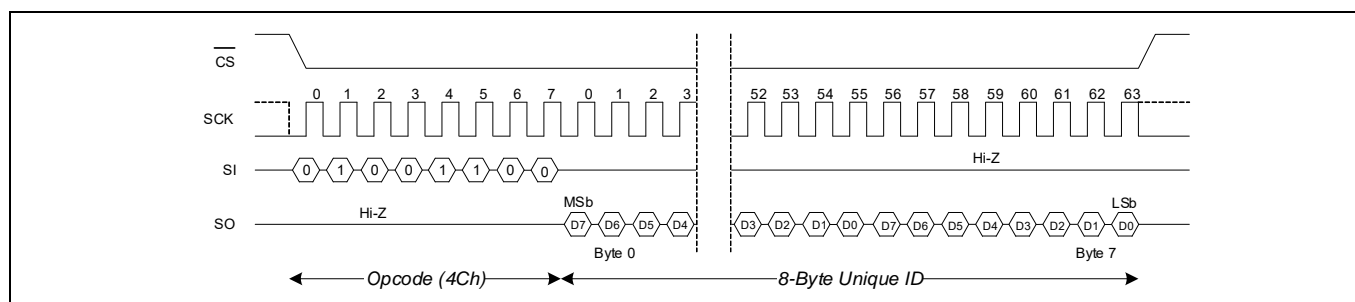 CS
0 1 2 3 4 5 6 7 0 1 2 3 52 53 54 55 56 57 58 59 60 61 62 63
SCK
Hi-Z
SI 0 1 0 0 1 1 0 0
MSb LSb
Hi-Z
SO D7 D6 D5 D4 D3 D2 D1 D0 D7 D6 D5 D4 D3 D2 D1 D0
Byte 0 Byte 7
Opcode (4Ch) 8-Byte Unique ID